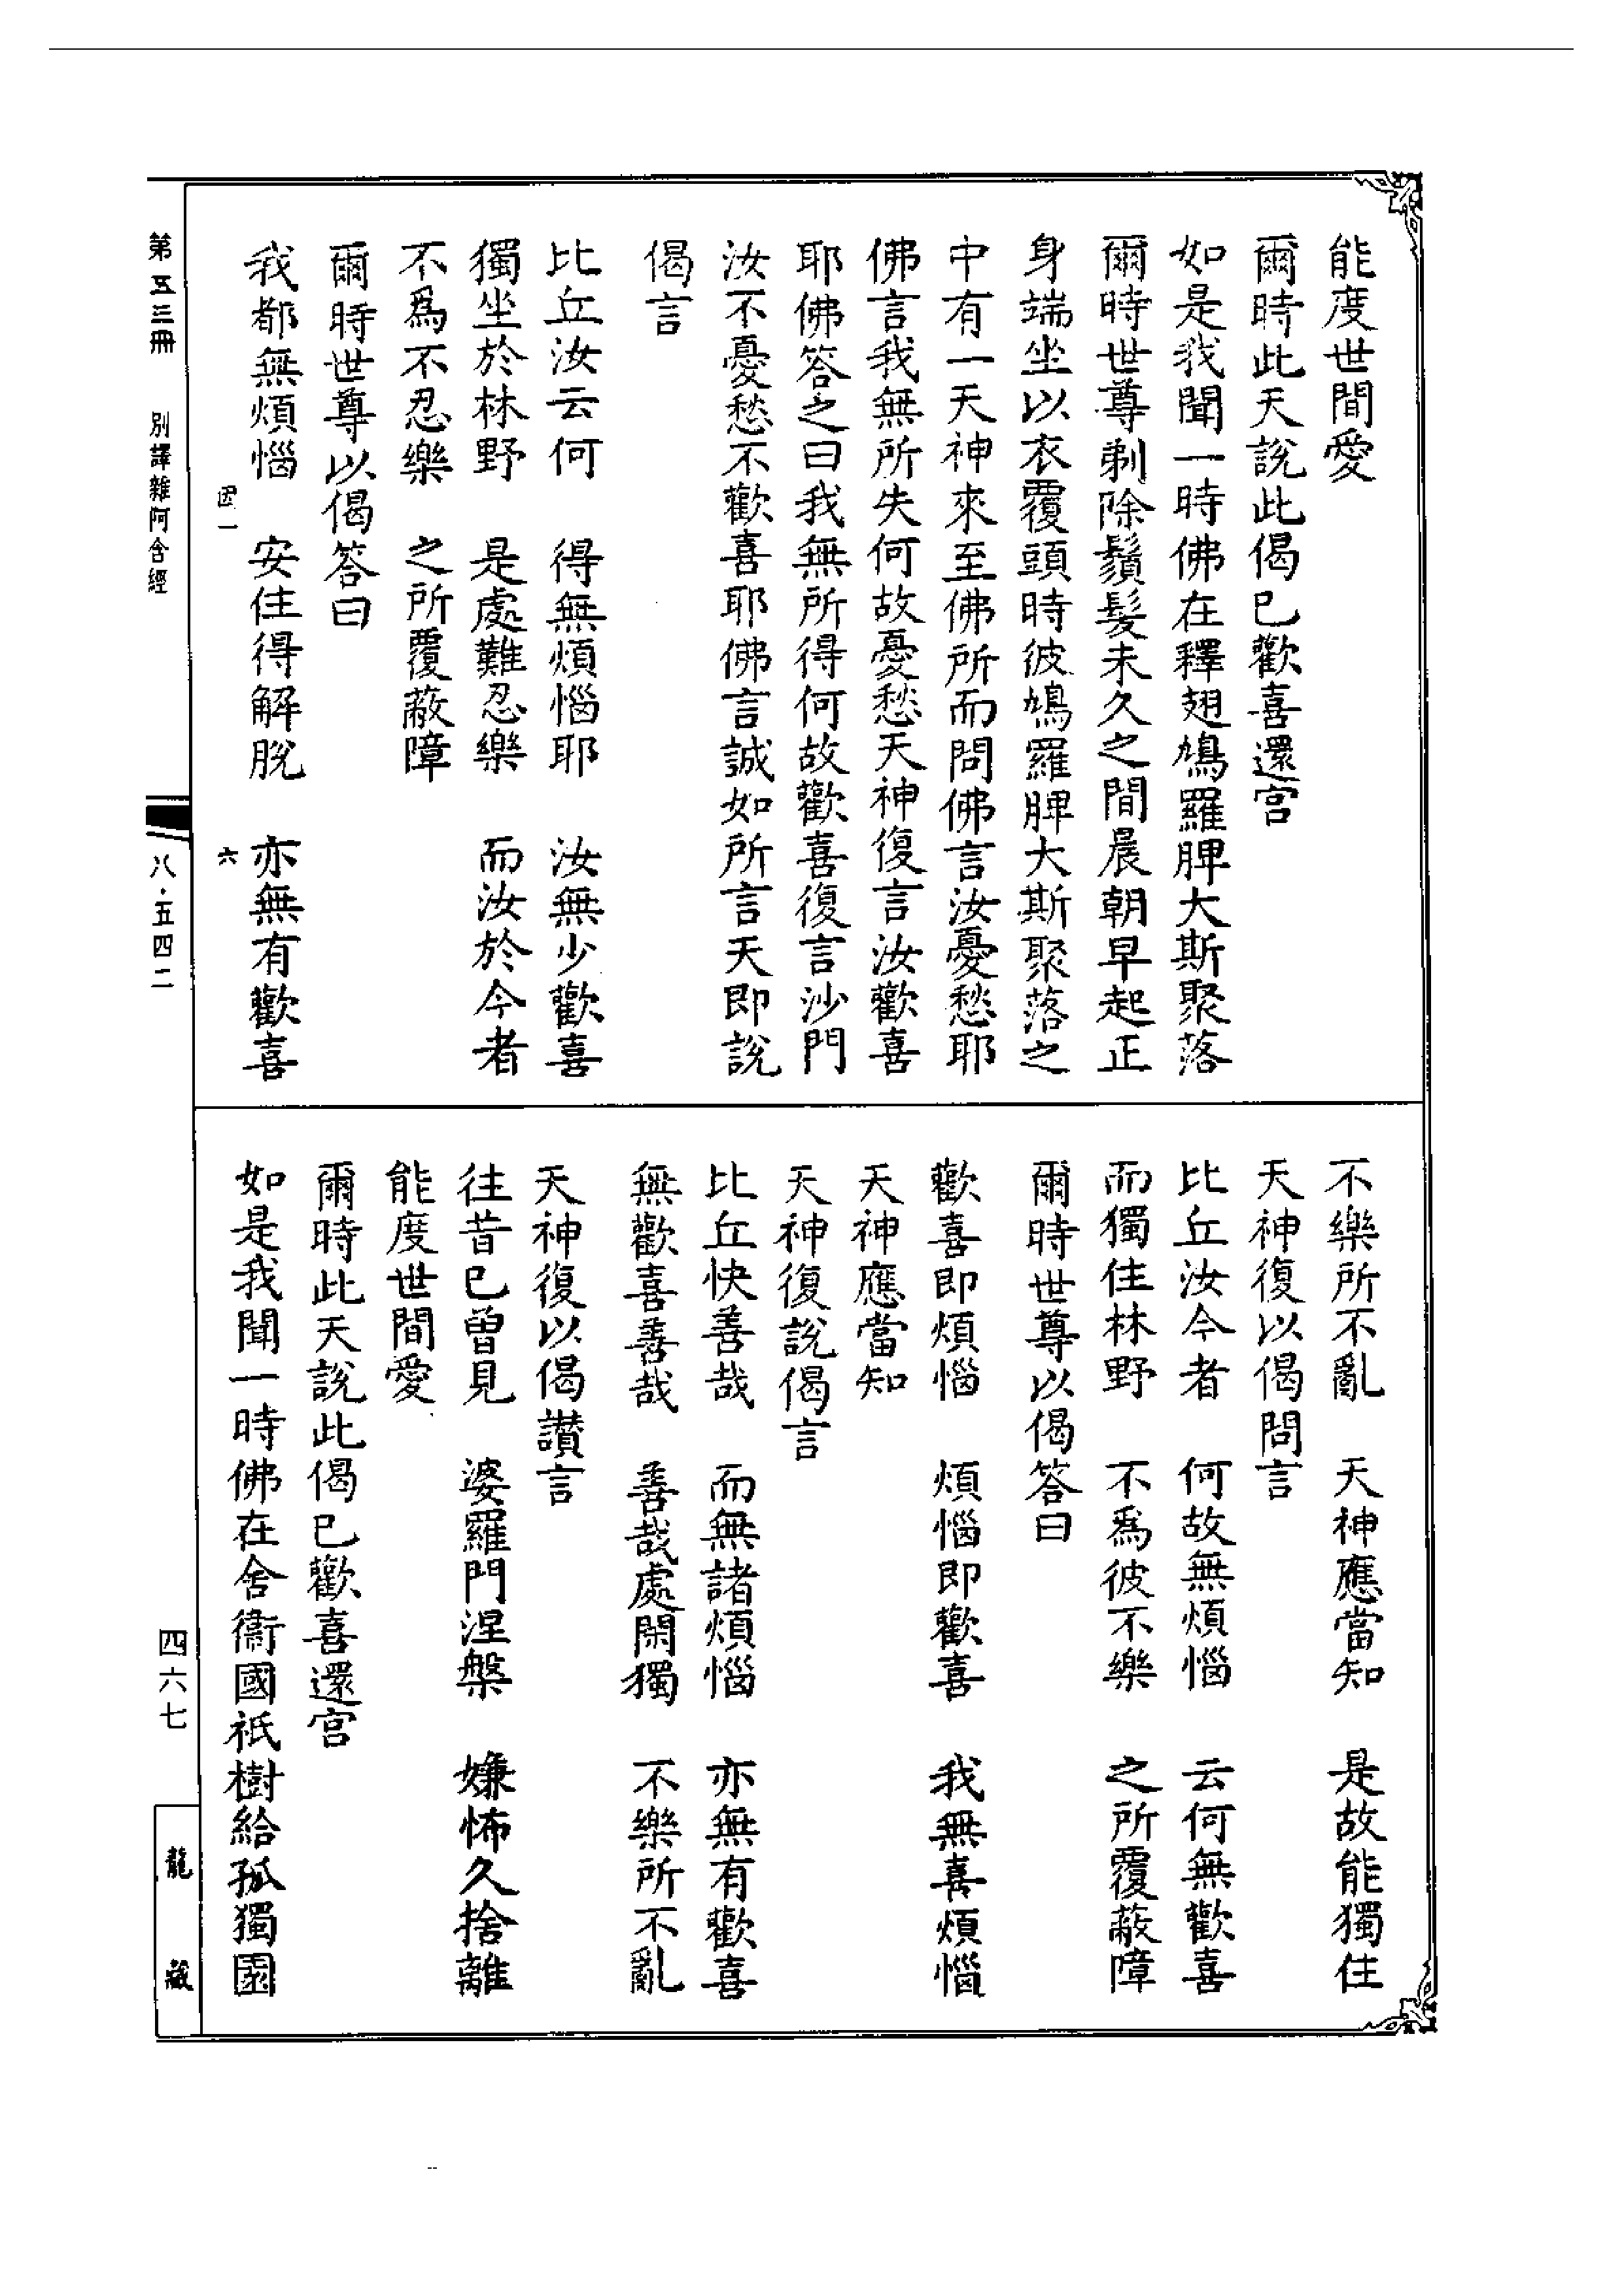 能度世間愛
爾時此天說此偈已歡喜還宫
如是我聞一時佛在釋翅鳩羅脾大斯聚落
爾時世尊剃除鬚髮未久之間晨朝早起正
身端坐以衣覆頭時彼鳩羅脾大斯聚落之
中有一天神來至佛所而問佛言汝憂愁耶
佛言我無所失何故憂愁天神復言汝歡喜
耶佛答之曰我無所得何故歡喜復言沙門
汝不憂愁不歡喜耶佛言誠如所言天即說
偈言
比丘汝云何　得無煩惱耶　汝無少歡喜
獨坐於林野　是處難忍樂　而汝於今者
不為不忍樂　之所覆蔽障
爾時世尊以偈答曰
我都無煩惱　安住得解脫　亦無有歡喜
不樂所不亂　天神應當知　是故能獨住
天神復以偈問言
比丘汝今者　何故無煩惱　云何無歡喜
而獨住林野　不為彼不樂　之所覆蔽障
爾時世尊以偈答曰
歡喜即煩惱　煩惱即歡喜　我無喜煩惱
天神應當知
天神復說偈言
比丘快善哉　而無諸煩惱　亦無有歡喜
無歡喜善哉　善哉處閑獨　不樂所不亂
天神復以偈讚言
往昔已曾見　婆羅門涅槃　嫌怖久捨離
能度世間愛
爾時此天說此偈已歡喜還宫
如是我聞一時佛在舍衞國祇樹給孤獨園
第五三冊　別譯雜阿含經
八·五四二
四六七
龍藏
六